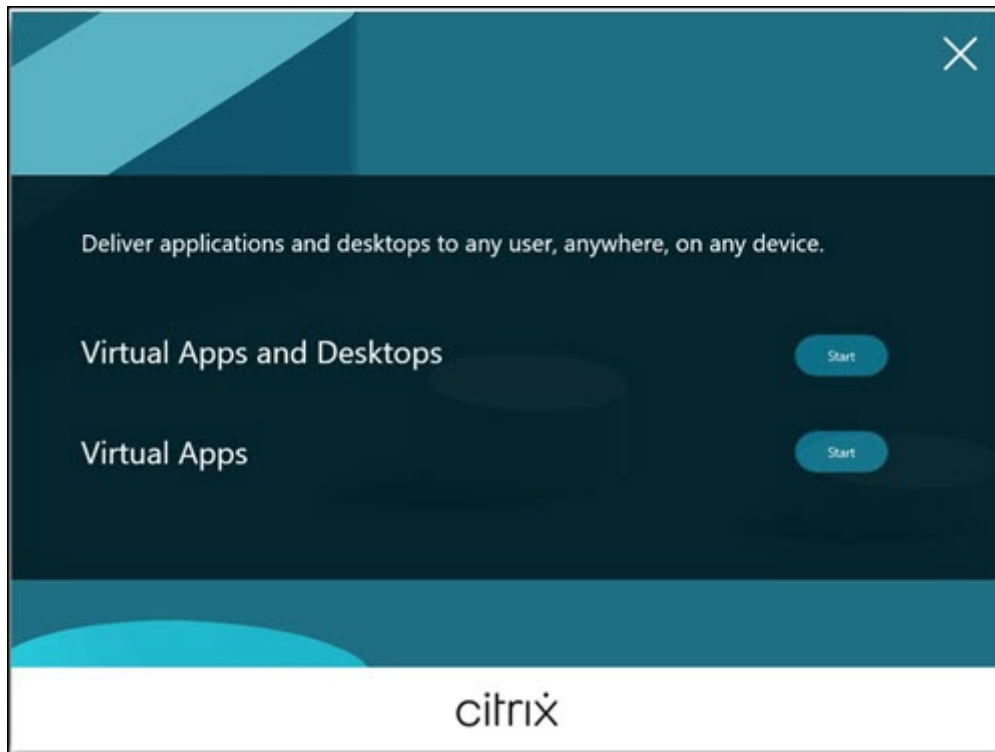 Deliver applications and desktops to any user, anywhere, on any device.
Virtual Apps and Desktops
Start
Virtual Apps
Start
citrix